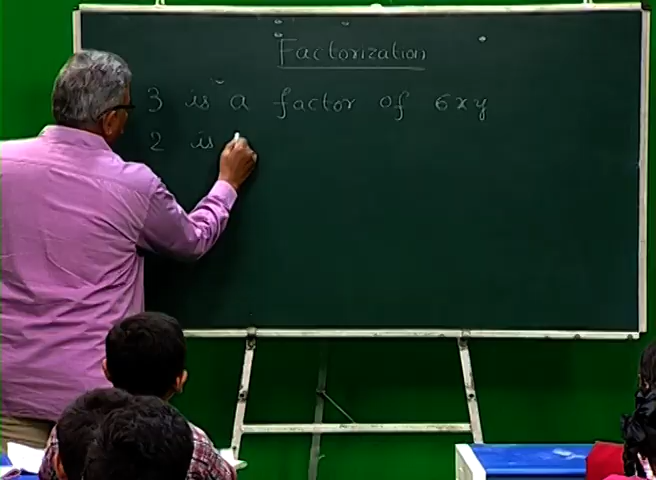 Factorization
3 is a factor of 6xy
2 is